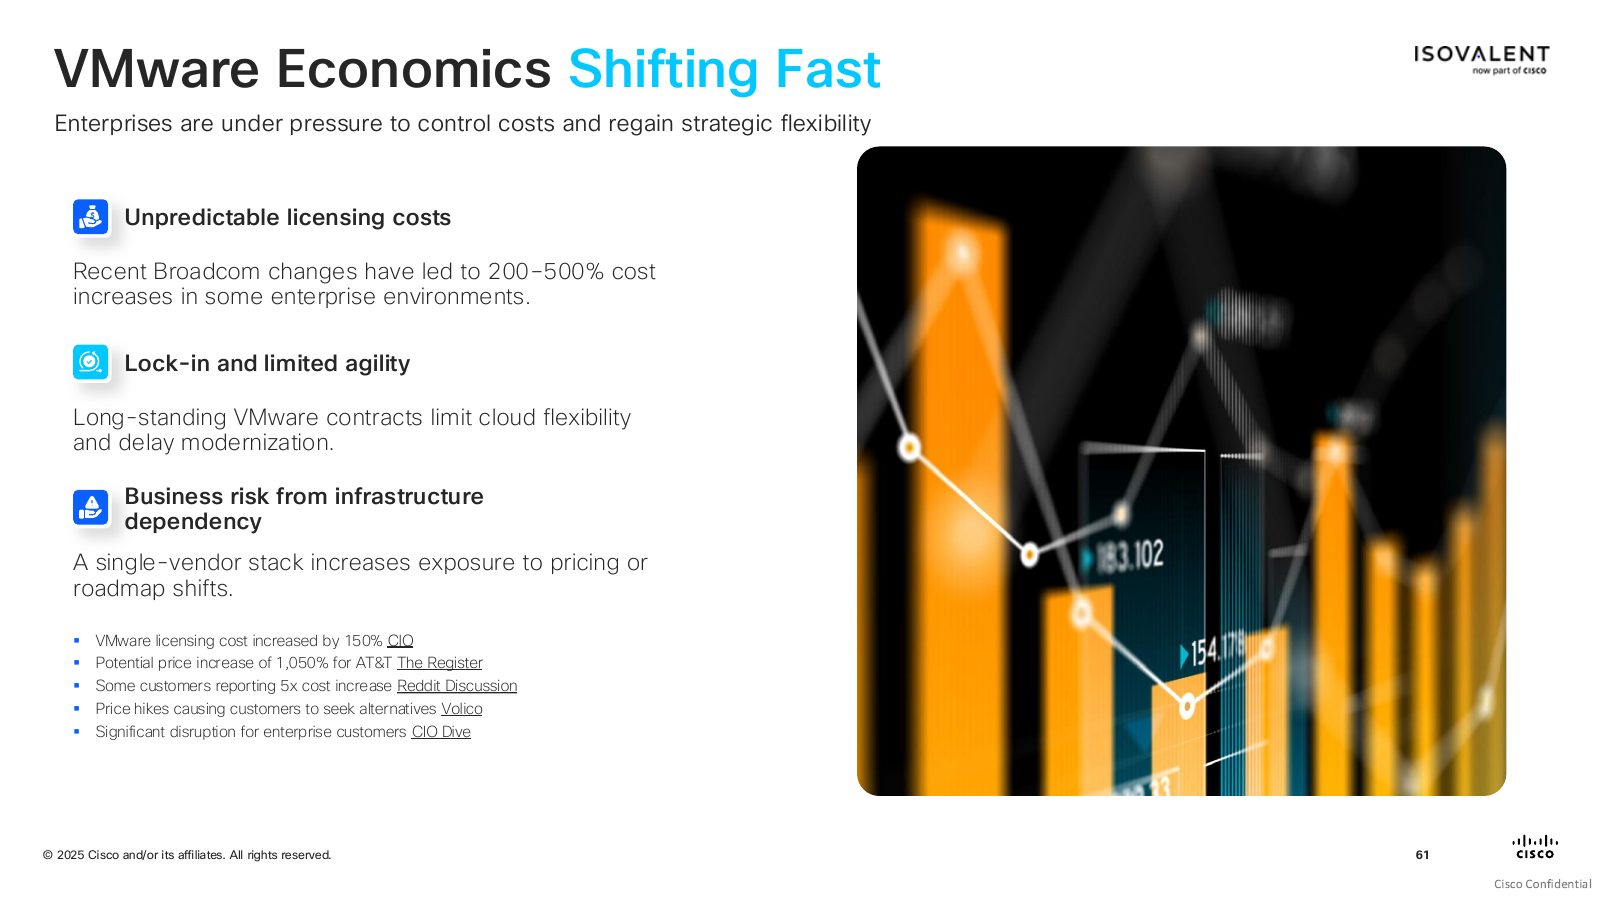 VMware Economics Shifting Fast
ISOVALENT
now part of CISCO
Enterprises are under pressure to control costs and regain strategic flexibility
Unpredictable licensing costs
Recent Broadcom changes have led to 200–500% cost
increases in some enterprise environments.
Lock-in and limited agility
Long-standing VMware contracts limit cloud flexibility
and delay modernization.
Business risk from infrastructure
dependency
A single-vendor stack increases exposure to pricing or
roadmap shifts.
VMware licensing cost increased by 150% CIO
Potential price increase of 1,050% for AT&T The Register
Some customers reporting 5x cost increase Reddit Discussion
Price hikes causing customers to seek alternatives Volico
Significant disruption for enterprise customers CIO Dive
183.102
154.178
© 2025 Cisco and/or its affiliates. All rights reserved.
61
CISCO
Cisco Confidential